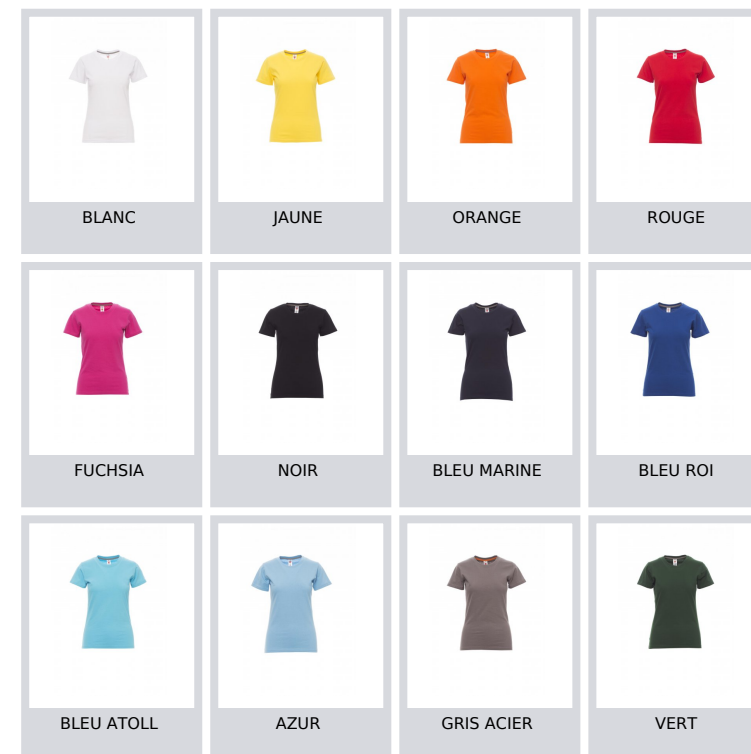 BLANC
JAUNE
ORANGE
ROUGE
FUCHSIA
NOIR
BLEU MARINE
BLEU ROI
BLEU ATOLL
AZUR
GRIS ACIER
VERT